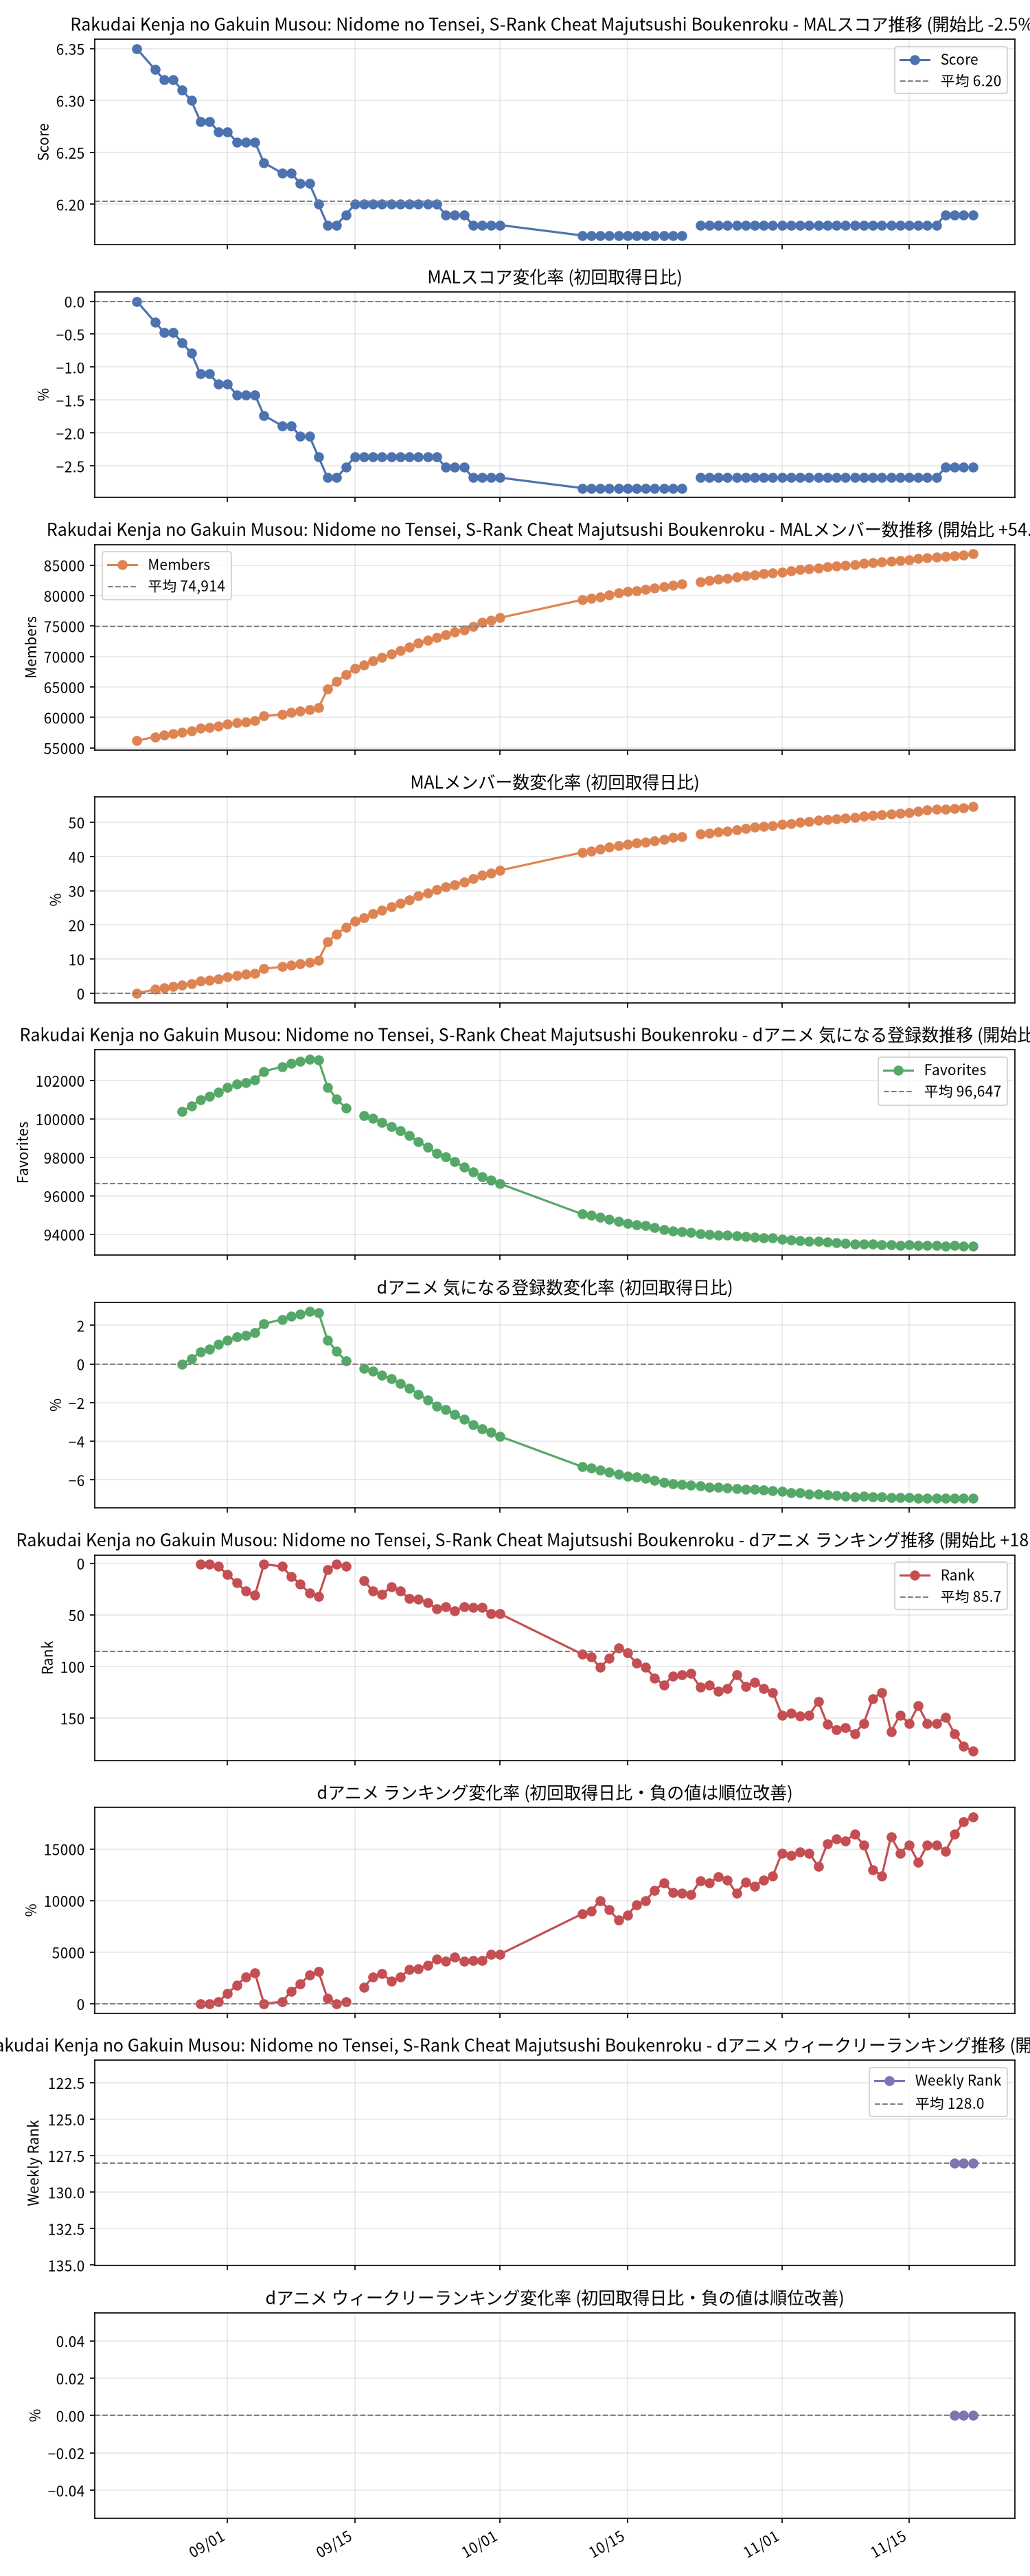 Rakudai Kenja no Gakuin Musou: Nidome no Tensei, S-Rank Cheat Majutsushi Boukenroku - MALスコア推移 (開始比 -2.5%
6.35
6.30
6.25
6.20
Score
Score
平均 6.20
MALスコア変化率 (初回取得日比)
0.0
−0.5
−1.0
−1.5
−2.0
−2.5
%
Rakudai Kenja no Gakuin Musou: Nidome no Tensei, S-Rank Cheat Majutsushi Boukenroku - MALメンバー数推移 (開始比 +54.
85000
80000
75000
70000
65000
60000
55000
Members
Members
平均 74,914
MALメンバー数変化率 (初回取得日比)
50
40
30
20
10
0
%
Rakudai Kenja no Gakuin Musou: Nidome no Tensei, S-Rank Cheat Majutsushi Boukenroku - dアニメ 気になる登録数推移 (開始比
102000
100000
98000
96000
94000
Favorites
Favorites
平均 96,647
dアニメ 気になる登録数変化率 (初回取得日比)
2
0
−2
−4
−6
%
Rakudai Kenja no Gakuin Musou: Nidome no Tensei, S-Rank Cheat Majutsushi Boukenroku - dアニメ ランキング推移 (開始比 +18
0
50
100
150
Rank
Rank
平均 85.7
dアニメ ランキング変化率 (初回取得日比・負の値は順位改善)
15000
10000
5000
0
%
akudai Kenja no Gakuin Musou: Nidome no Tensei, S-Rank Cheat Majutsushi Boukenroku - dアニメ ウィークリーランキング推移 (開
122.5
125.0
127.5
130.0
132.5
135.0
Weekly Rank
Weekly Rank
平均 128.0
dアニメ ウィークリーランキング変化率 (初回取得日比・負の値は順位改善)
0.04
0.02
0.00
−0.02
−0.04
%
09/01
09/15
10/01
10/15
11/01
11/15